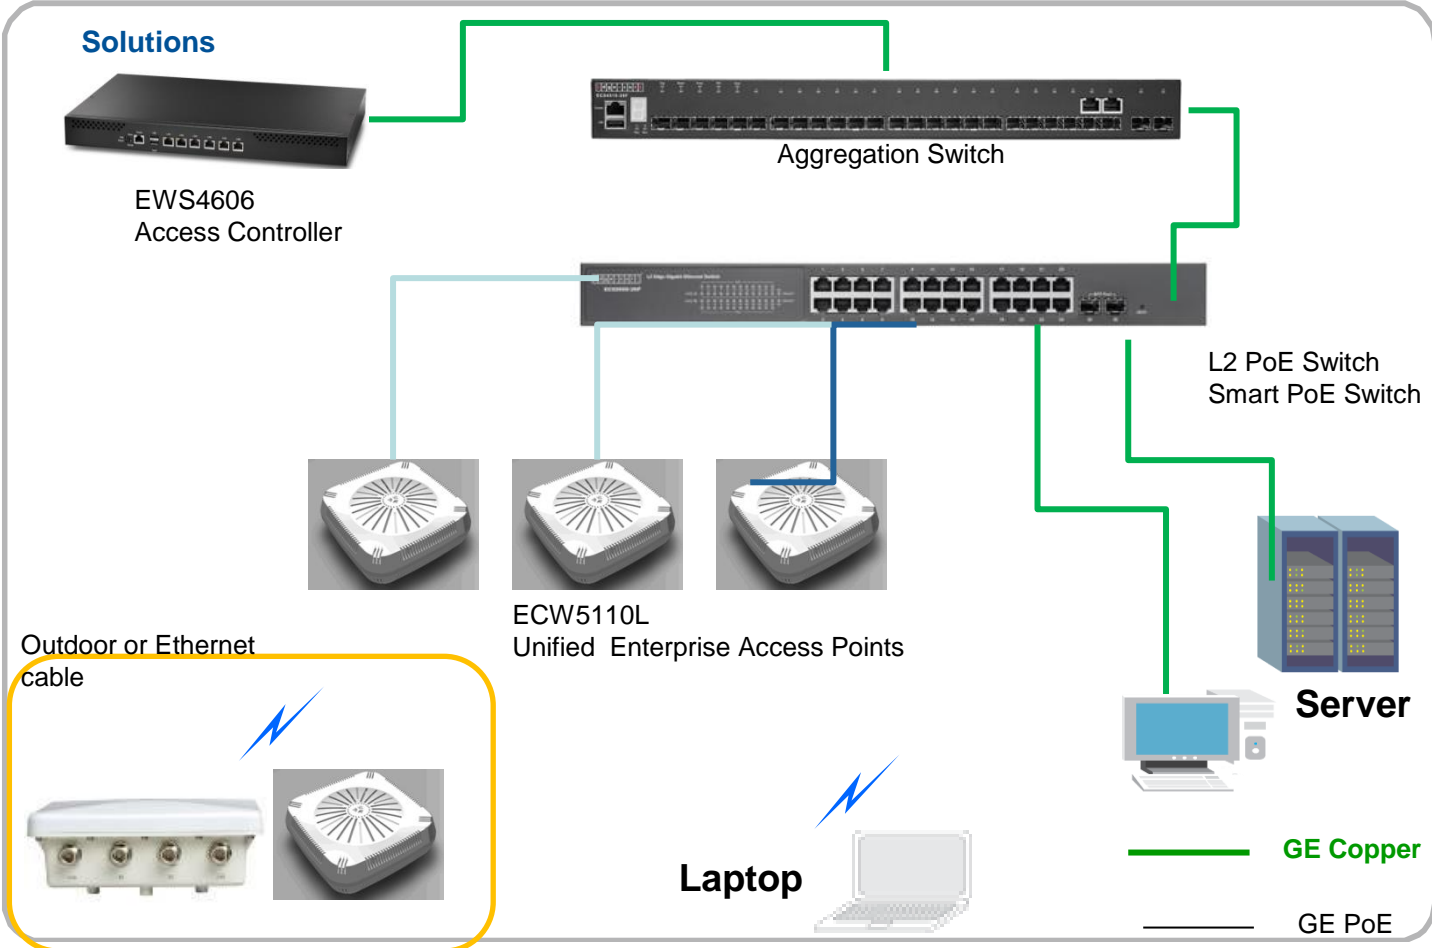 Solutions
Aggregation Switch
EWS4606
Access Controller
L2 PoE Switch
Smart PoE Switch
ECW5110L
Unified Enterprise Access Points
Outdoor or Ethernet
cable
Server
Laptop
GE Copper
GE PoE